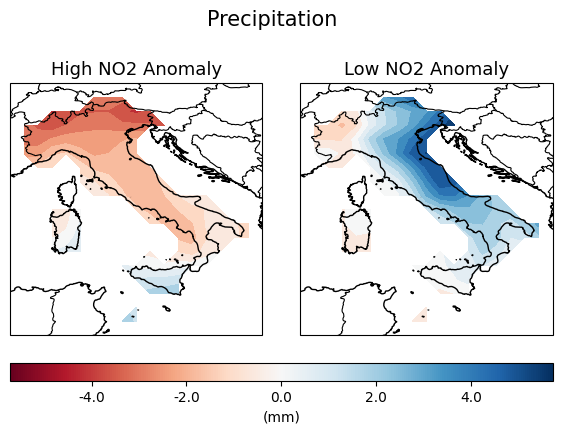 Precipitation
High NO2 Anomaly
Low NO2 Anomaly
-4.0 -2.0 0.0 2.0 4.0
(mm)